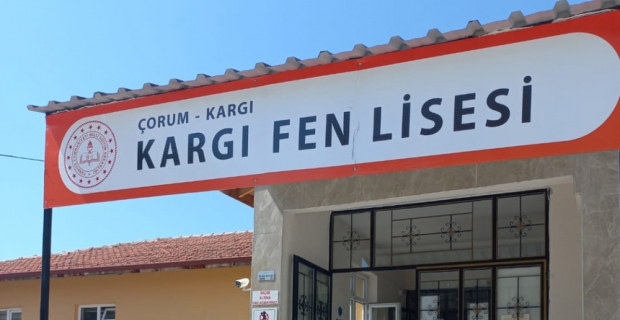 ÇORUM - KARGI
KARGI FEN LİSESİ